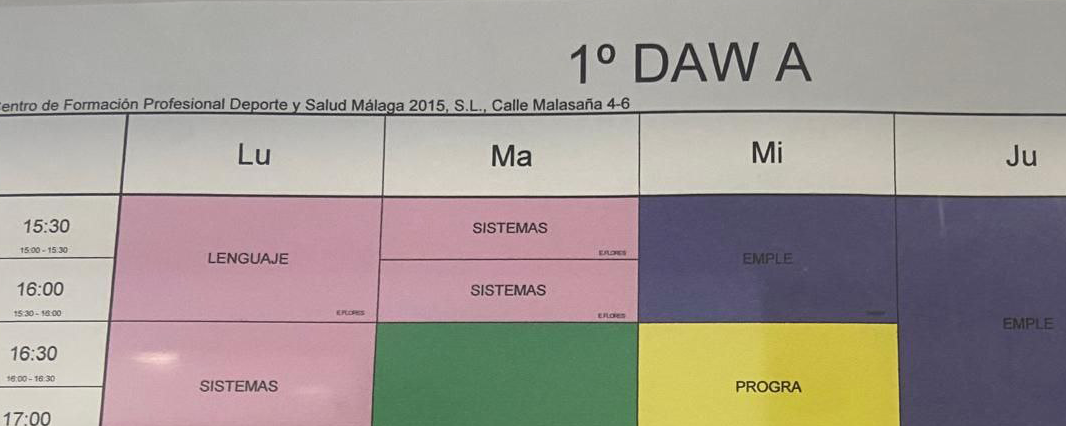 1º DAW A
entro de Formación Profesional Deporte y Salud Málaga 2015, S.L., Calle Malasaña 4-6
Lu Ma Mi Ju
15:30
15:00 - 15:30
LENGUAJE
E.FLORES
SISTEMAS
E.FLORES
EMPLE
16:00
15:30 - 16:00
SISTEMAS
E.FLORES
EMPLE
16:30
16:00 - 16:30
SISTEMAS
PROGRA
17:00